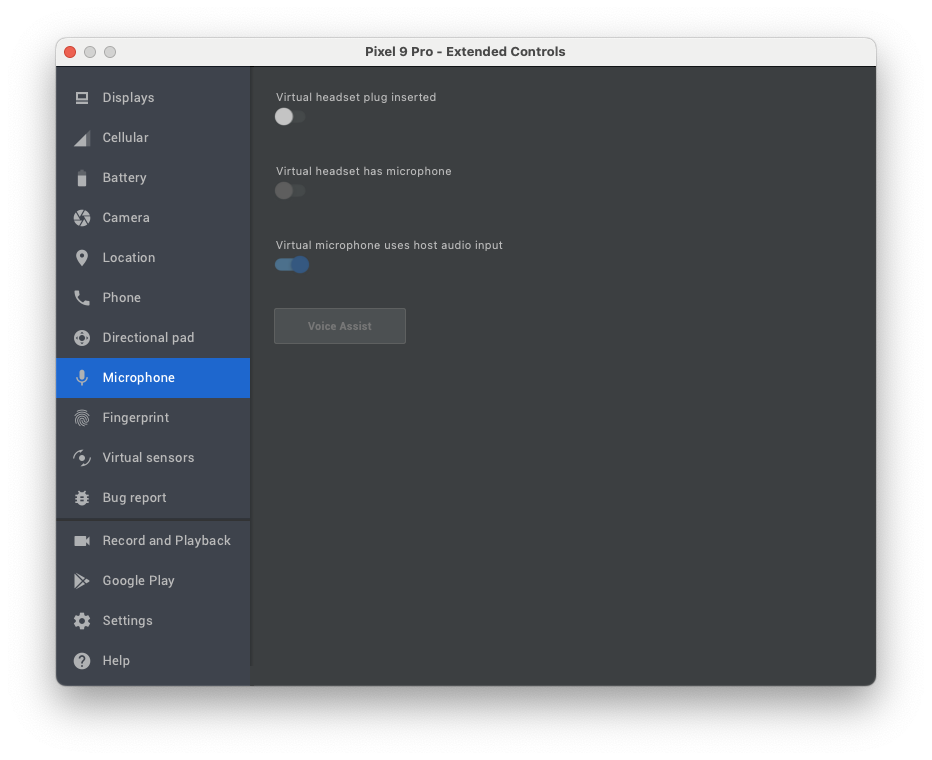 Pixel 9 Pro - Extended Controls
Displays
Cellular
Battery
Camera
Location
Phone
Directional pad
Microphone
Fingerprint
Virtual sensors
Bug report
Record and Playback
Google Play
Settings
Help
Virtual headset plug inserted
Virtual headset has microphone
Virtual microphone uses host audio input
Voice Assist